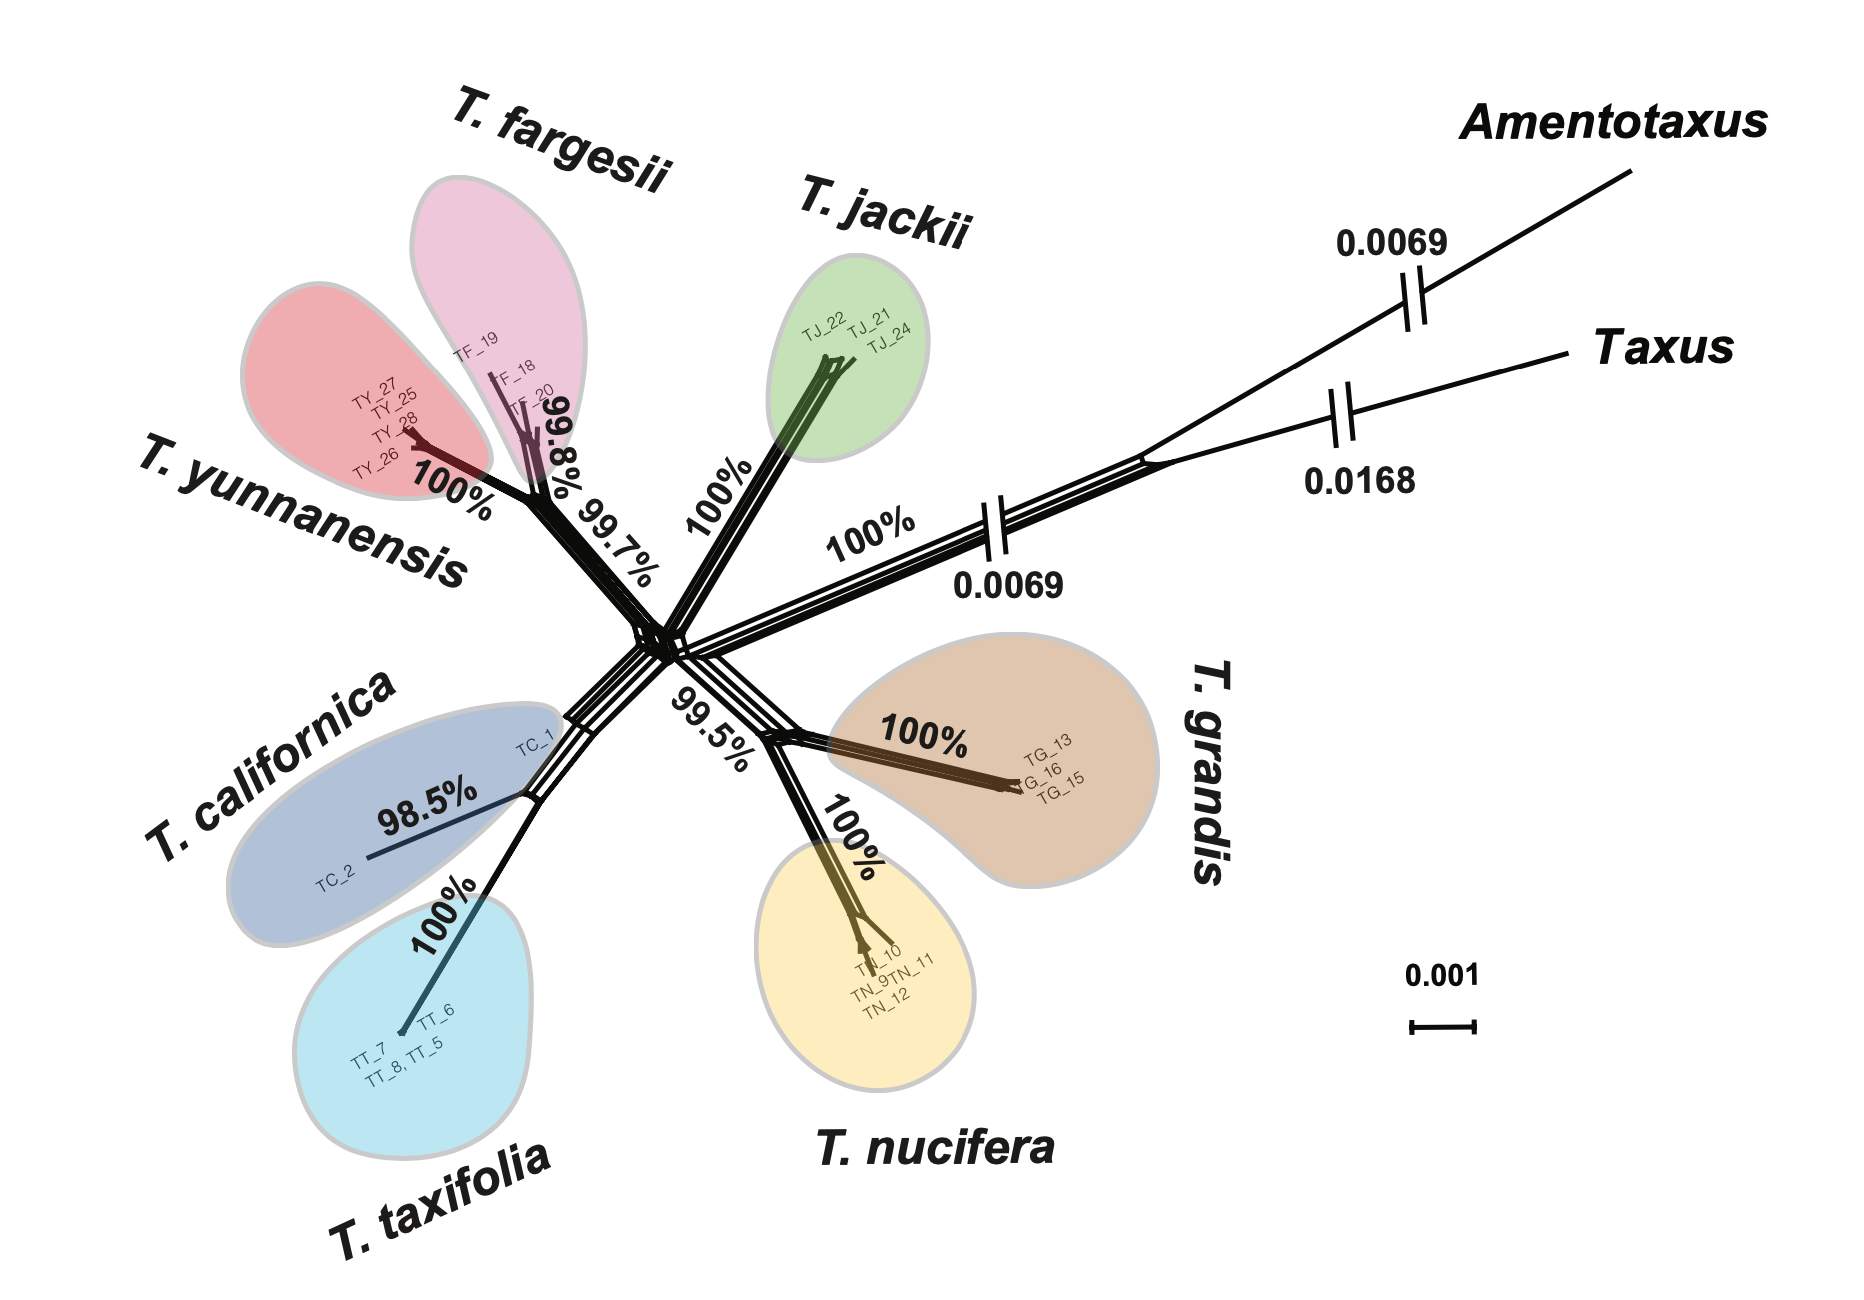 T. fargesii
Amentotaxus
T. jackii
0.0069
Taxus
TJ_22
TJ_21
TJ_24
TF_19
TF_18
TF_20
99.8%
TY_27
TY_25
TY_28
TY_26
100%
T. yunnanensis
99.7%
100%
100%
0.0168
0.0069
T. californica
TC_1
98.5%
TC_2
99.5%
100%
TG_13
TG_16
TG_15
T. grandis
100%
100%
TN_10
TN_11
TN_9
TN_12
TT_6
TT_7
TT_8, TT_5
0.001
T. nucifera
T. taxifolia